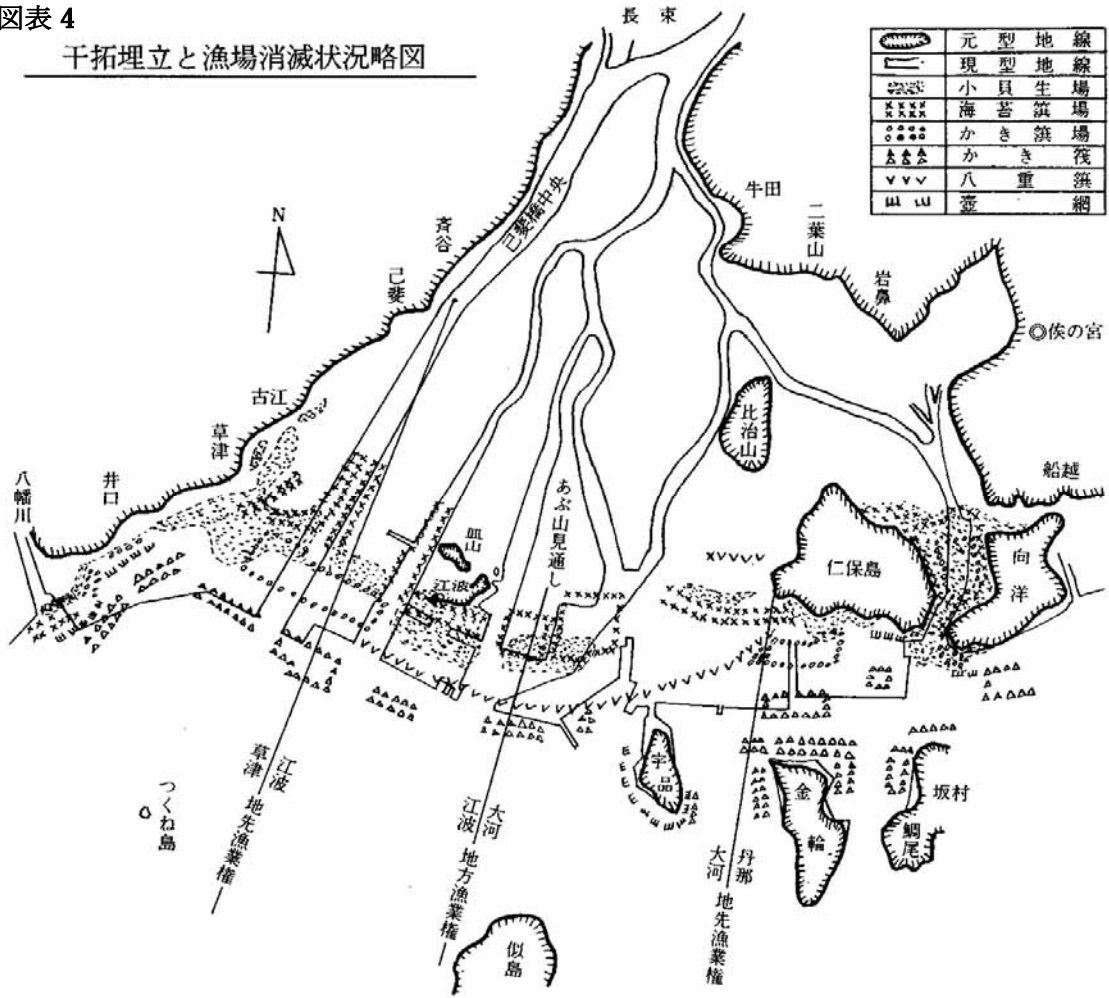 図表 4
干拓埋立と漁場消滅状況略図
元型地線
現型地線
小貝生場
海苔篊場
かき篊場
かき筏
八重篊
壺網
長束
牛田
二葉山
岩鼻
◎俟の宮
船越
己斐橋中央
斉谷
己斐
N
古江
草津
井口
八幡川
比治山
あぶ山見通し
皿山
江波
仁保島
向洋
宇品
金輪
坂村
鯛尾
つくね島
似島
江波
草津
地先漁業権
大河
江波
地方漁業権
丹那
大河
地先漁業権